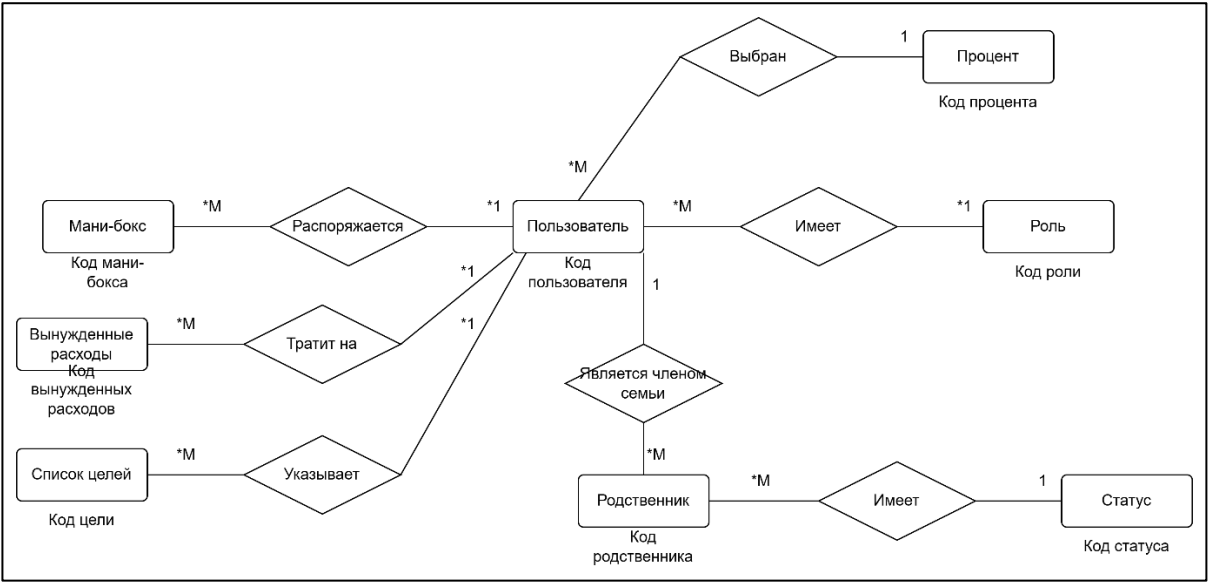 Выбран
1
Процент
Код процента
*М
Мани-бокс
*М
Распоряжается
*1
Пользователь
*М
Имеет
*1
Роль
Код мани-
бокса
Код
пользователя
Код роли
*1
1
Вынужденные
расходы
*М
Тратит на
*1
Код
вынужденных
расходов
Является членом
семьи
Список целей
*М
Указывает
*М
Код цели
Родственник
*М
Имеет
1
Статус
Код
родственника
Код статуса